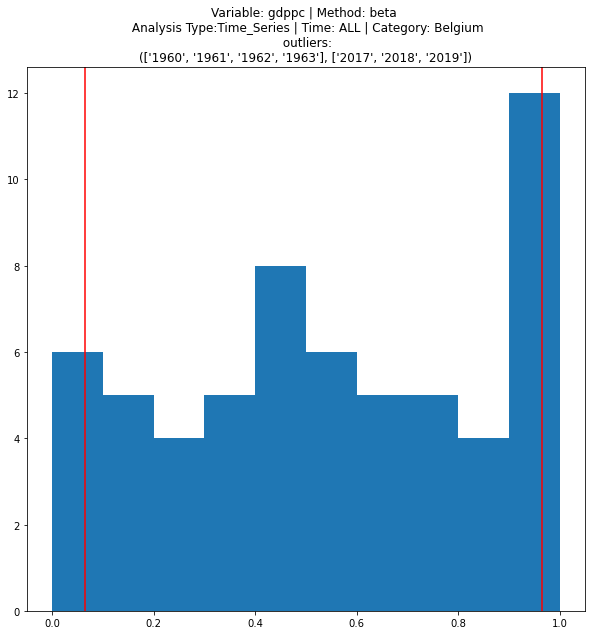 Variable: gdppc | Method: beta
Analysis Type:Time_Series | Time: ALL | Category: Belgium
outliers:
(['1960', '1961', '1962', '1963'], ['2017', '2018', '2019'])
12
10
8
6
4
2
0
0.0 0.2 0.4 0.6 0.8 1.0